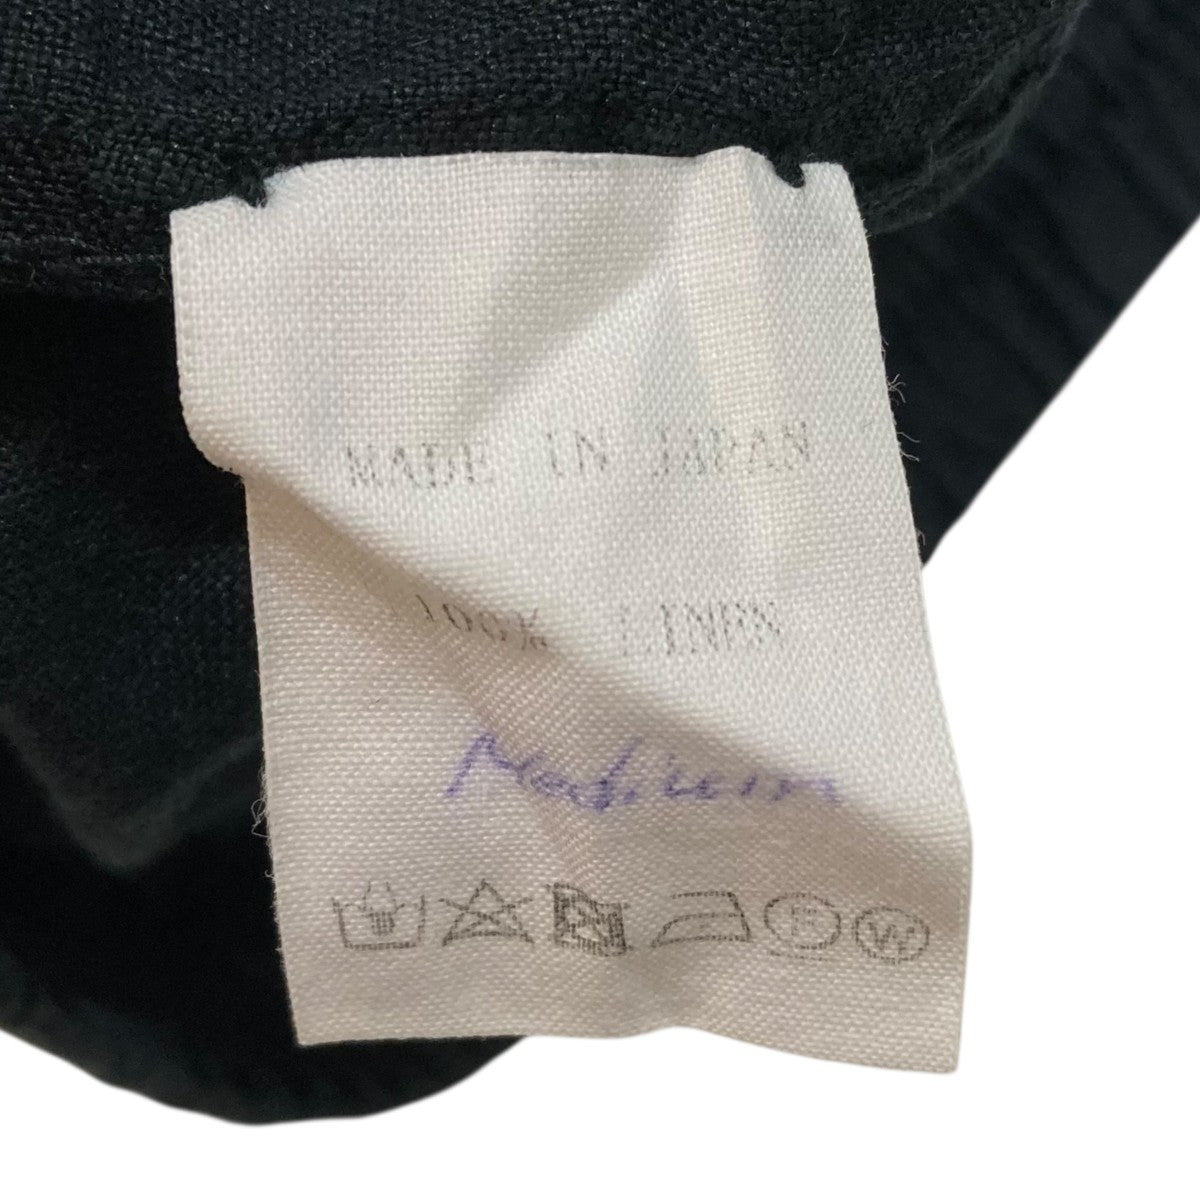 MADE IN JAPAN
100% LINEN
Medium
F
W